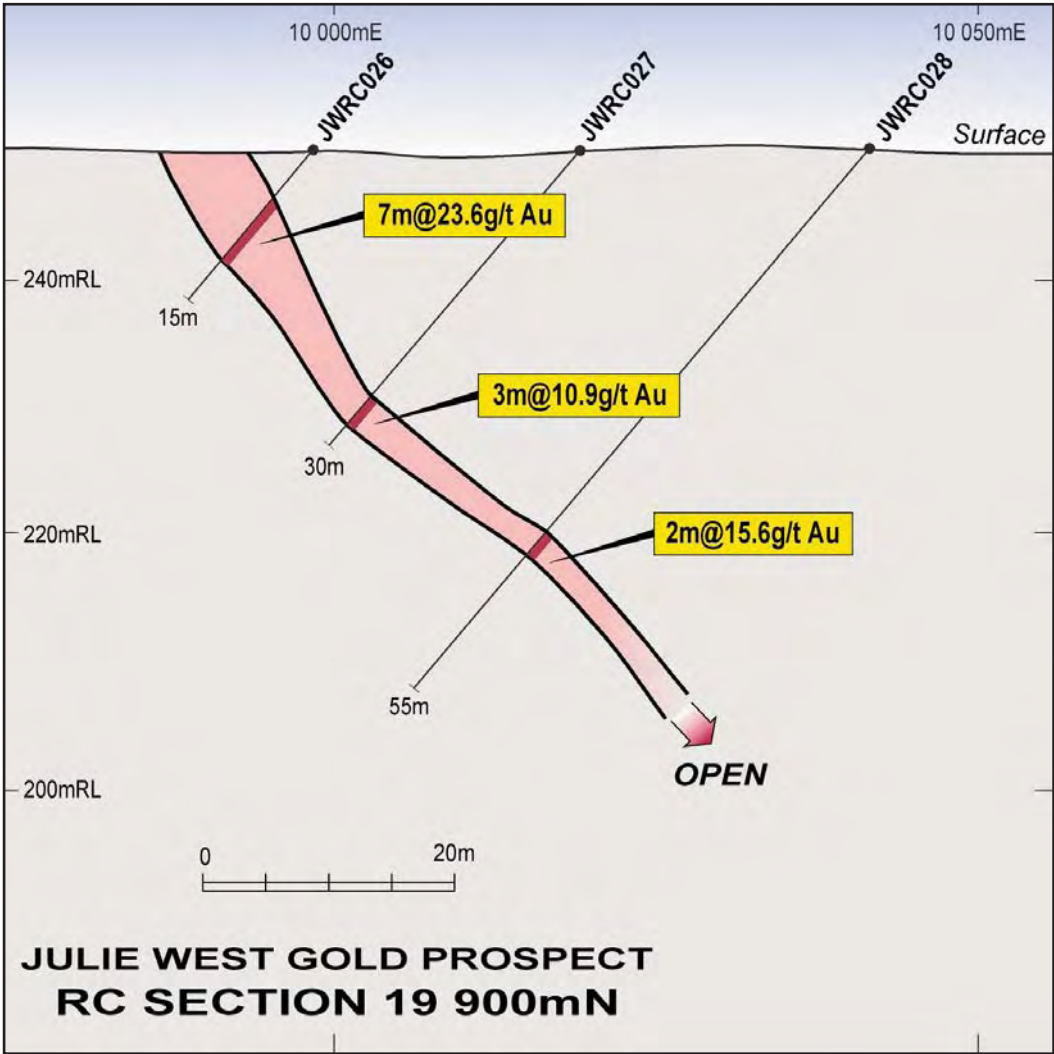 10 000mE
10 050mE
JWRC026
JWRC027
JWRC028
Surface
7m@23.6g/t Au
240mRL
15m
3m@10.9g/t Au
30m
2m@15.6g/t Au
220mRL
55m
OPEN
200mRL
0
20m
JULIE WEST GOLD PROSPECT
RC SECTION 19 900mN